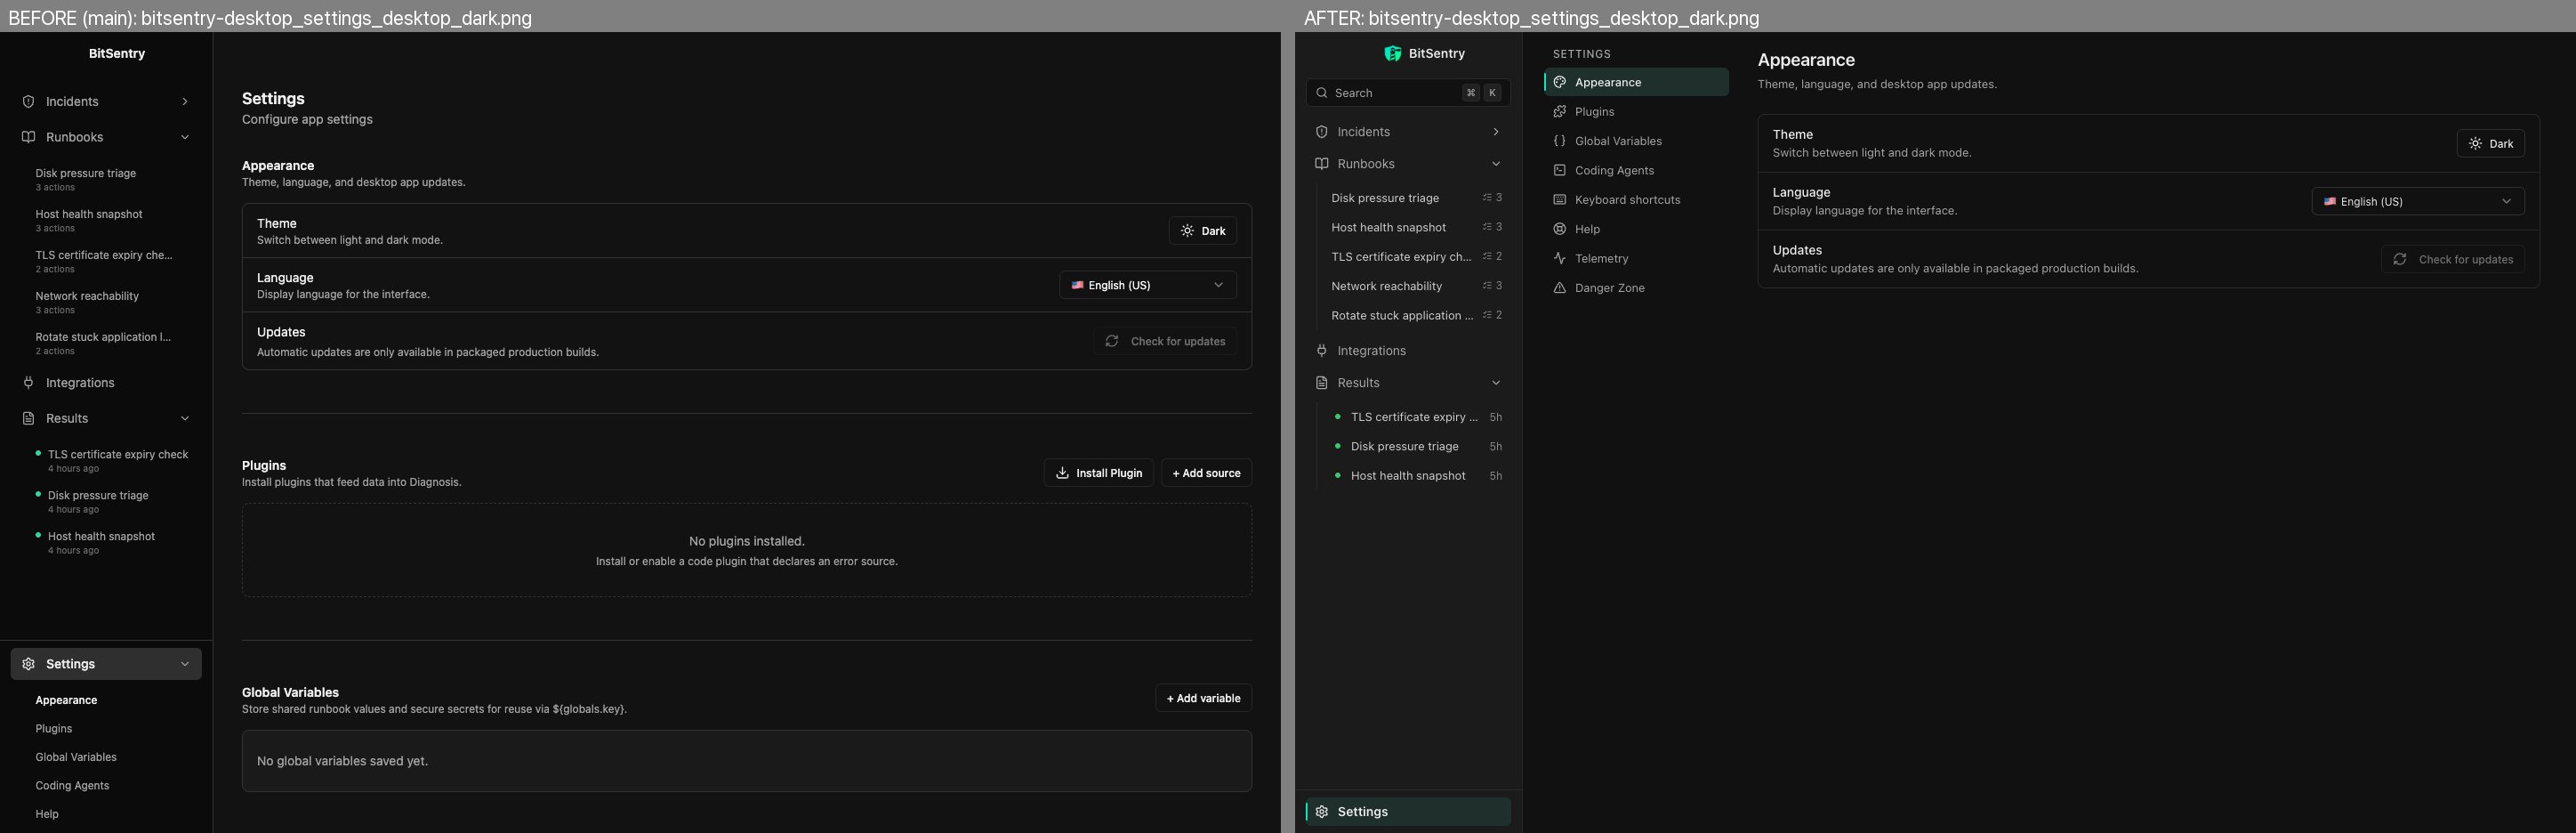 BEFORE (main): bitsentry-desktop_settings_desktop_dark.png
BitSentry
Incidents
Runbooks
Disk pressure triage
3 actions
Host health snapshot
3 actions
TLS certificate expiry che...
2 actions
Network reachability
3 actions
Rotate stuck application l...
2 actions
Integrations
Results
TLS certificate expiry check
4 hours ago
Disk pressure triage
4 hours ago
Host health snapshot
4 hours ago
Settings
Appearance
Plugins
Global Variables
Coding Agents
Help
Settings
Configure app settings
Appearance
Theme, language, and desktop app updates.
Theme
Switch between light and dark mode.
Dark
Language
Display language for the interface.
English (US)
Updates
Automatic updates are only available in packaged production builds.
Check for updates
Plugins
Install plugins that feed data into Diagnosis.
Install Plugin
+ Add source
No plugins installed.
Install or enable a code plugin that declares an error source.
Global Variables
Store shared runbook values and secure secrets for reuse via ${globals.key}.
+ Add variable
No global variables saved yet.
AFTER: bitsentry-desktop_settings_desktop_dark.png
BitSentry
Search ⌘ K
Incidents
Runbooks
Disk pressure triage 3
Host health snapshot 3
TLS certificate expiry ch... 2
Network reachability 3
Rotate stuck application ... 2
Integrations
Results
TLS certificate expiry ... 5h
Disk pressure triage 5h
Host health snapshot 5h
Settings
SETTINGS
Appearance
Plugins
Global Variables
Coding Agents
Keyboard shortcuts
Help
Telemetry
Danger Zone
Appearance
Theme, language, and desktop app updates.
Theme
Switch between light and dark mode.
Dark
Language
Display language for the interface.
English (US)
Updates
Automatic updates are only available in packaged production builds.
Check for updates